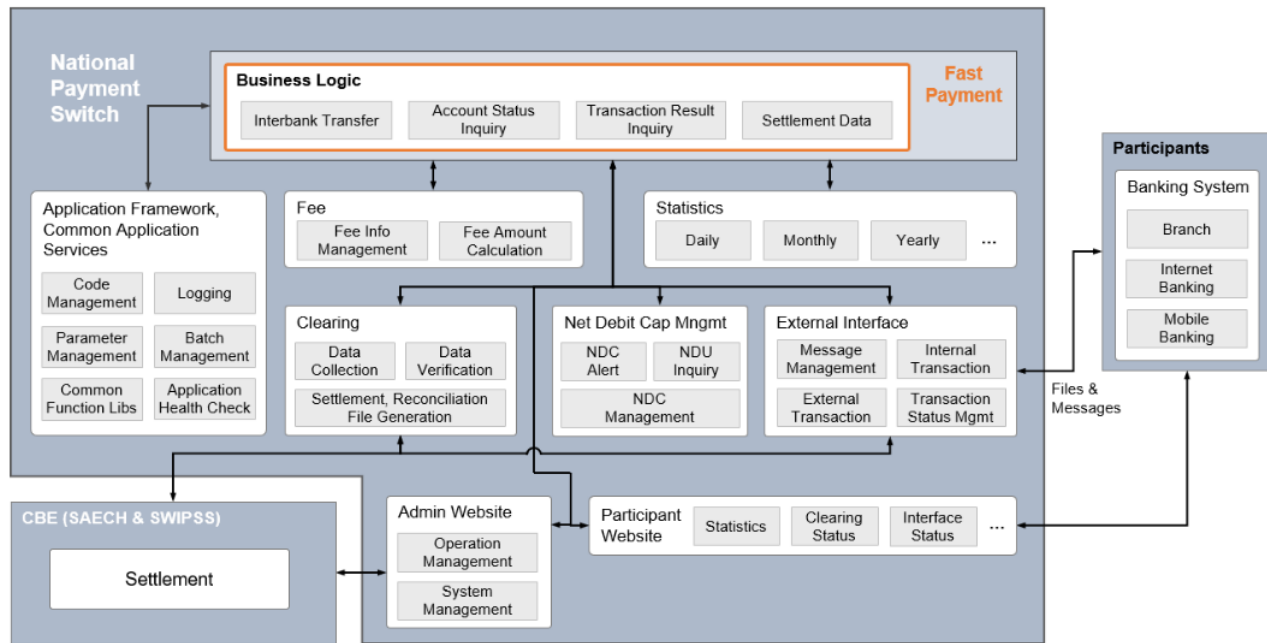 National
Payment
Switch
Business Logic
Interbank Transfer
Account Status
Inquiry
Transaction Result
Inquiry
Settlement Data
Fast
Payment
Application Framework,
Common Application
Services
Code
Management
Logging
Parameter
Management
Batch
Management
Common
Function Libs
Application
Health Check
Fee
Fee Info
Management
Fee Amount
Calculation
Statistics
Daily
Monthly
Yearly
...
Clearing
Data
Collection
Data
Verification
Settlement, Reconciliation
File Generation
Net Debit Cap Mngmt
NDC
Alert
NDU
Inquiry
NDC
Management
External Interface
Message
Management
Internal
Transaction
External
Transaction
Transaction
Status Mgmt
Participants
Banking System
Branch
Internet
Banking
Mobile
Banking
Files &
Messages
CBE (SAECH & SWIPSS)
Settlement
Admin Website
Operation
Management
System
Management
Participant
Website
Statistics
Clearing
Status
Interface
Status
...